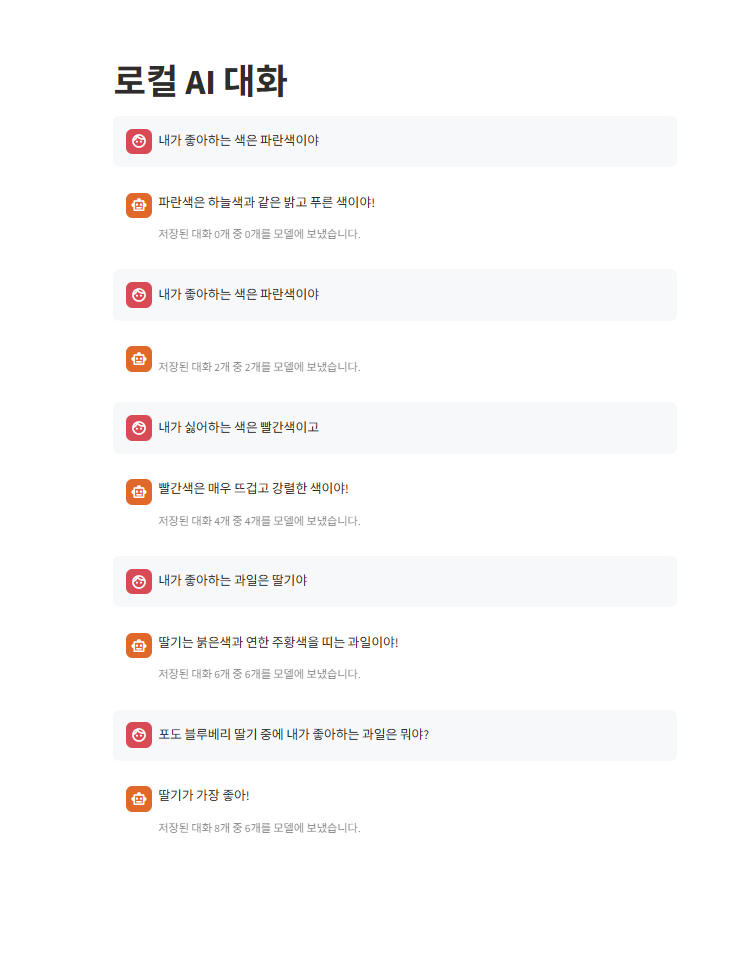 로컬 AI 대화
내가 좋아하는 색은 파란색이야
파란색은 하늘색과 같은 밝고 푸른 색이야!
저장된 대화 0개 중 0개를 모델에 보냈습니다.
내가 좋아하는 색은 파란색이야
저장된 대화 2개 중 2개를 모델에 보냈습니다.
내가 싫어하는 색은 빨간색이고
빨간색은 매우 뜨겁고 강렬한 색이야!
저장된 대화 4개 중 4개를 모델에 보냈습니다.
내가 좋아하는 과일은 딸기야
딸기는 붉은색과 연한 주황색을 띠는 과일이야!
저장된 대화 6개 중 6개를 모델에 보냈습니다.
포도 블루베리 딸기 중에 내가 좋아하는 과일은 뭐야?
딸기가 가장 좋아!
저장된 대화 8개 중 6개를 모델에 보냈습니다.